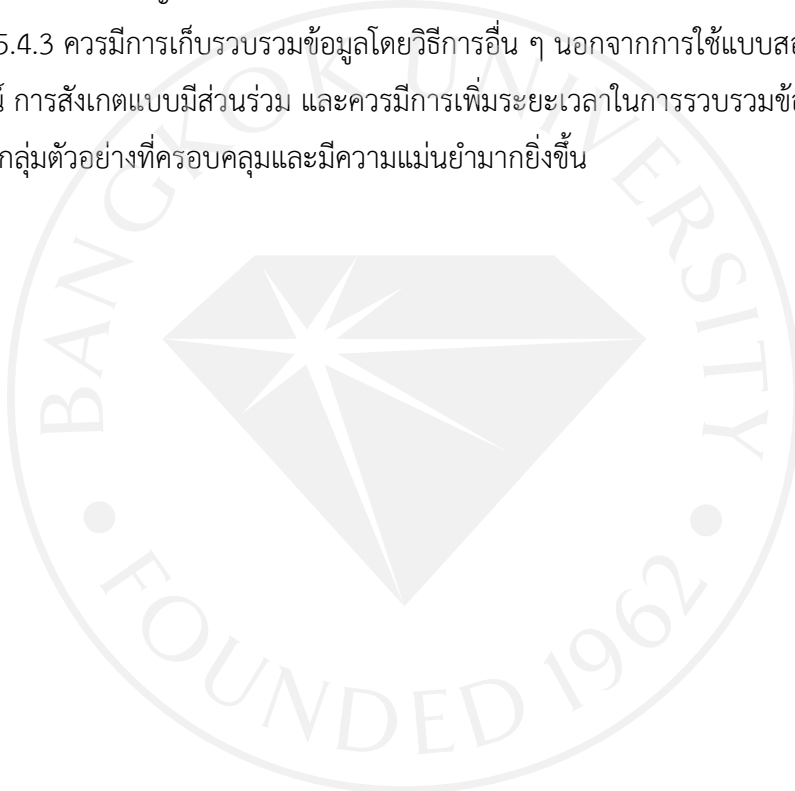 5.4.3 ควรมีการเก็บรวบรวมข้อมูลโดยวิธีการอื่น ๆ นอกจากการใช้แบบสอ
การสังเกตแบบมีส่วนร่วม และควรมีการเพิ่มระยะเวลาในการรวบรวมข้อ
กลุ่มตัวอย่างที่ครอบคลุมและมีความแม่นยำมากยิ่งขึ้น
BANGKOK UNIVERSITY
FOUNDED 1962